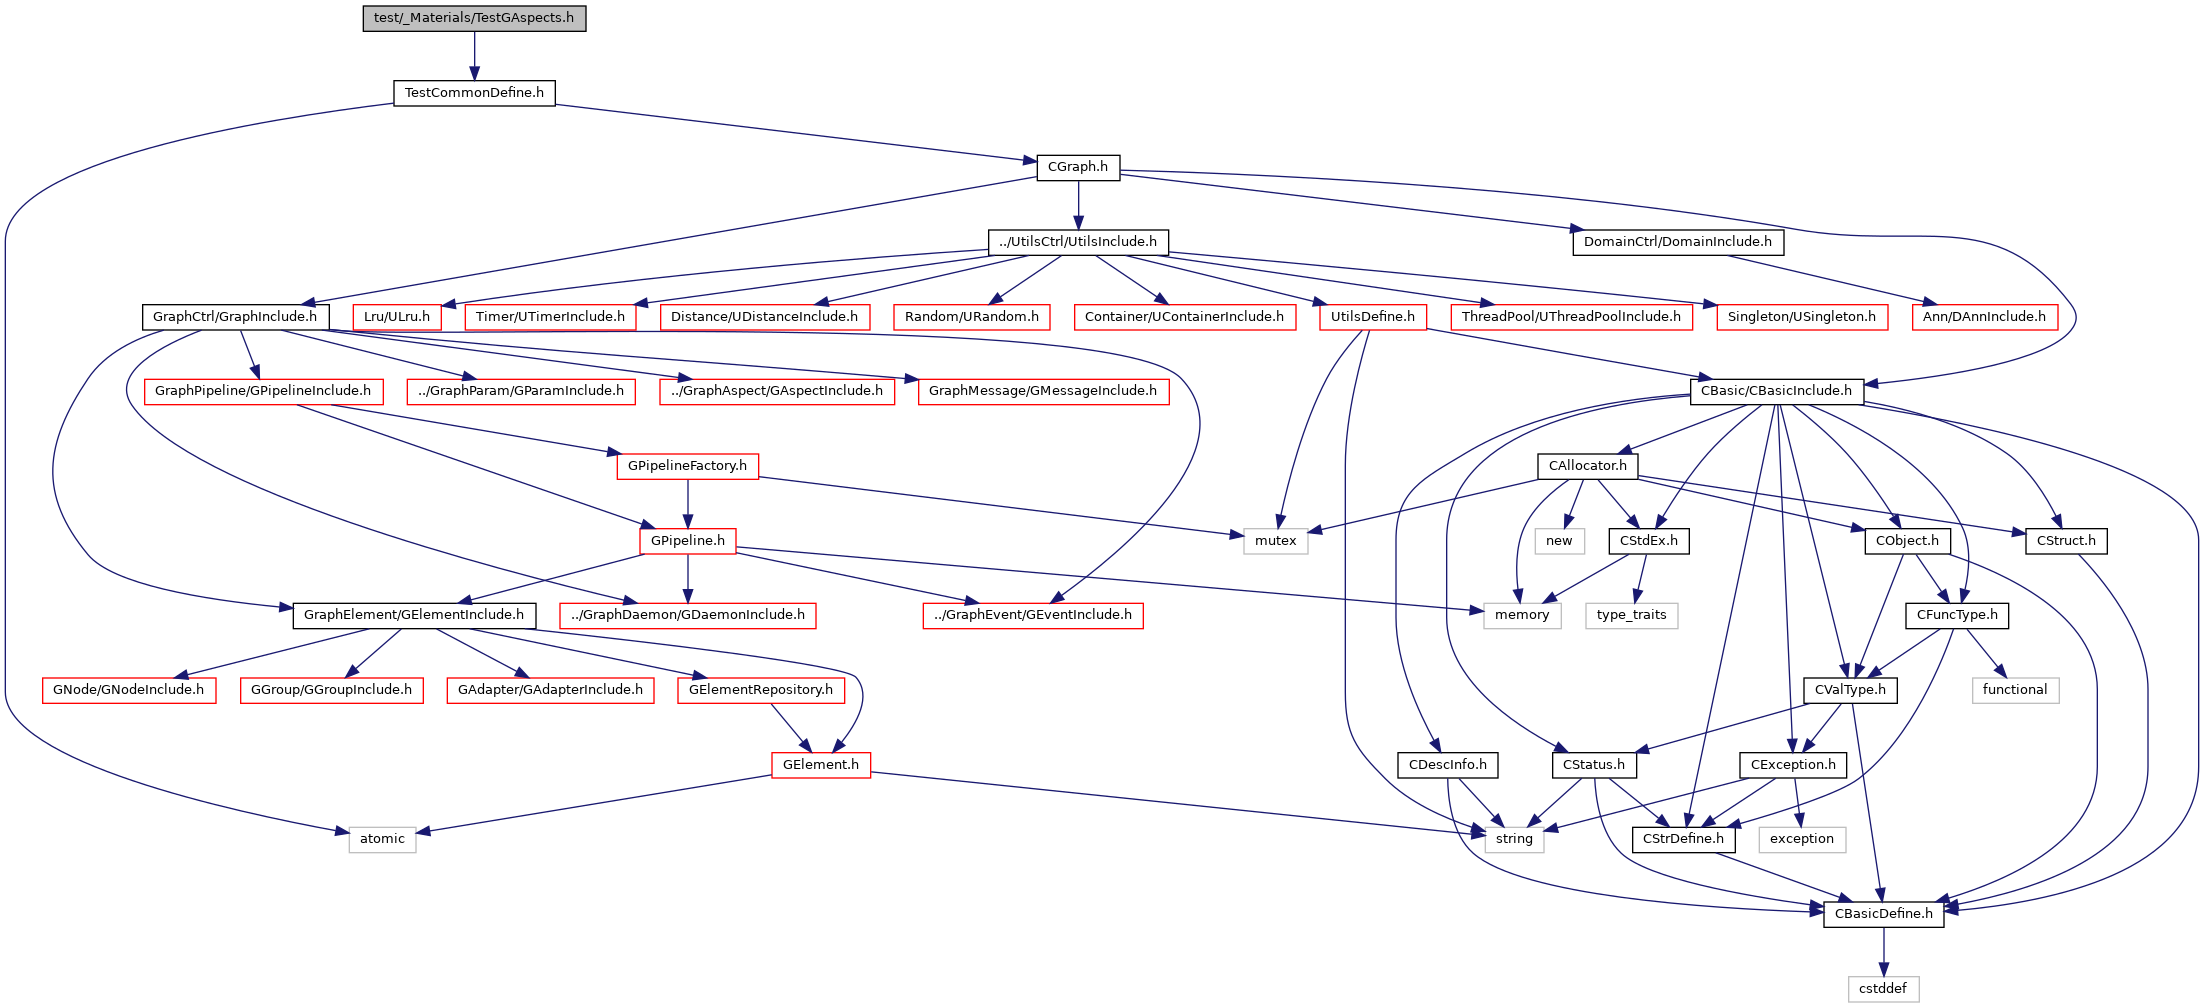 test/_Materials/TestGAspects.h
TestCommonDefine.h
CGraph.h
../UtilsCtrl/UtilsInclude.h
DomainCtrl/DomainInclude.h
GraphCtrl/GraphInclude.h
Lru/ULru.h
Timer/UTimerInclude.h
Distance/UDistanceInclude.h
Random/URandom.h
Container/UContainerInclude.h
UtilsDefine.h
ThreadPool/UThreadPoolInclude.h
Singleton/USingleton.h
Ann/DAnnInclude.h
GraphPipeline/GPipelineInclude.h
../GraphParam/GParamInclude.h
../GraphAspect/GAspectInclude.h
GraphMessage/GMessageInclude.h
CBasic/CBasicInclude.h
GPipelineFactory.h
CAllocator.h
GPipeline.h
mutex
new
CStdEx.h
CObject.h
CStruct.h
GraphElement/GElementInclude.h
../GraphDaemon/GDaemonInclude.h
../GraphEvent/GEventInclude.h
memory
type_traits
CFuncType.h
GNode/GNodeInclude.h
GGroup/GGroupInclude.h
GAdapter/GAdapterInclude.h
GElementRepository.h
CValType.h
functional
GElement.h
CDescInfo.h
CStatus.h
CException.h
atomic
string
CStrDefine.h
exception
CBasicDefine.h
cstddef